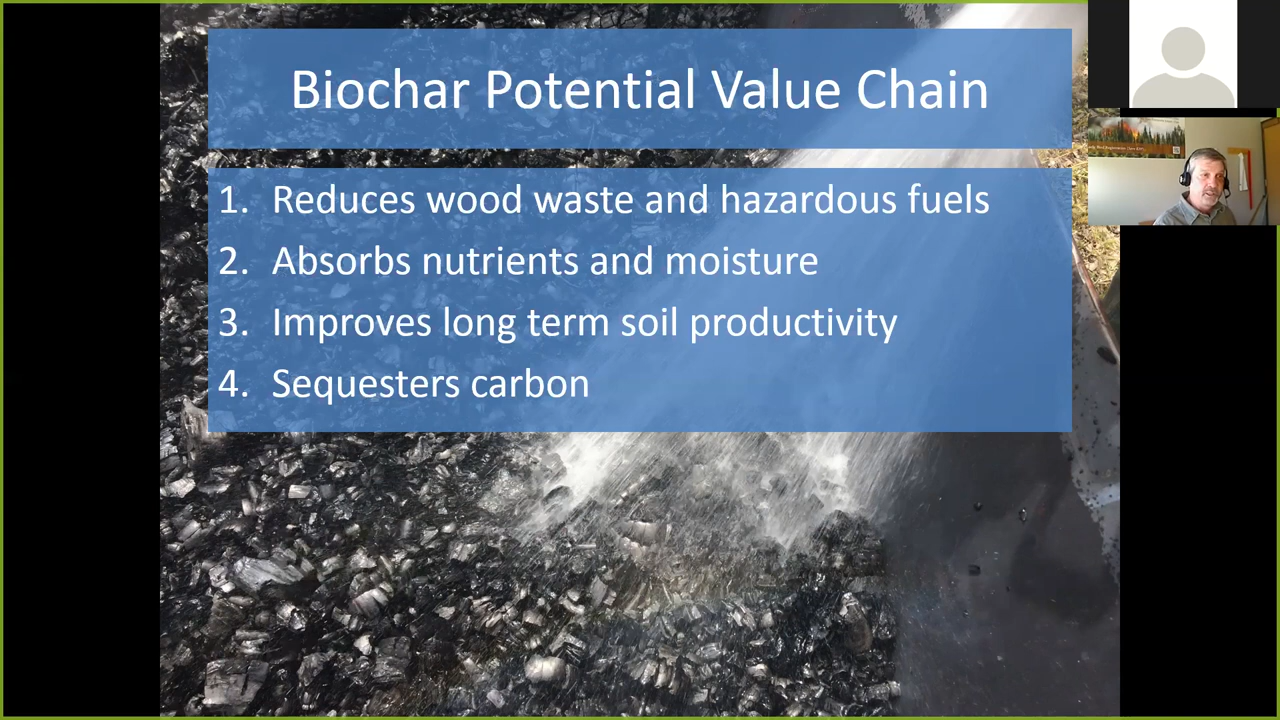 Biochar Potential Value Chain
1. Reduces wood waste and hazardous fuels
2. Absorbs nutrients and moisture
3. Improves long term soil productivity
4. Sequesters carbon